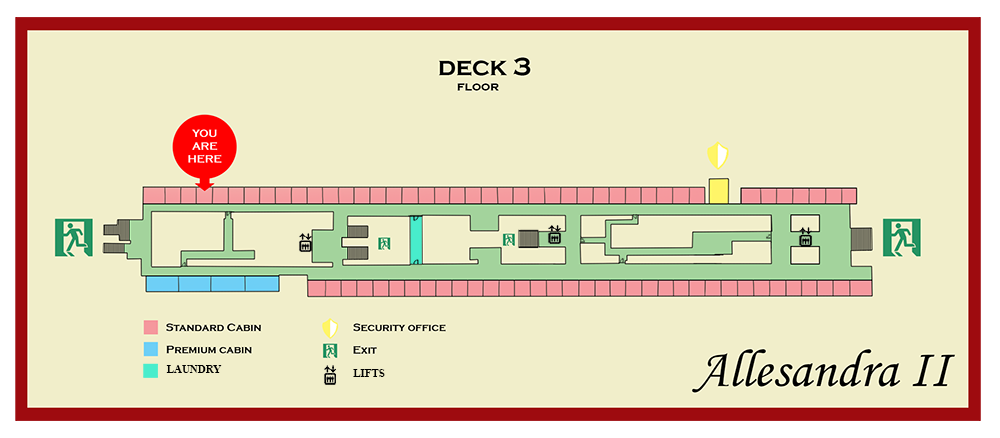 DECK 3
FLOOR
YOU
ARE
HERE
STANDARD CABIN
PREMIUM CABIN
LAUNDRY
SECURITY OFFICE
EXIT
LIFTS
Allesandra II